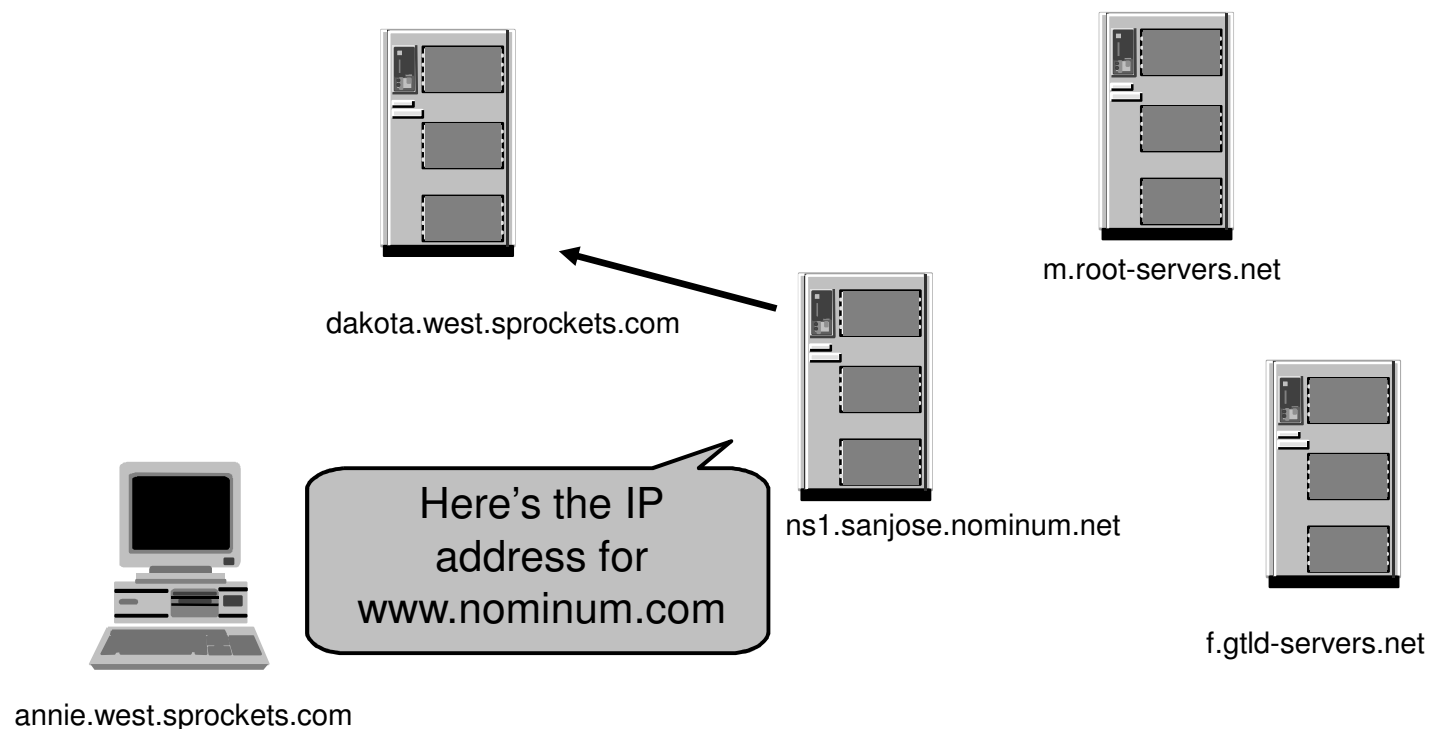 m.root-servers.net
dakota.west.sprockets.com
Here’s the IP
address for
www.nominum.com
ns1.sanjose.nominum.net
f.gtld-servers.net
annie.west.sprockets.com